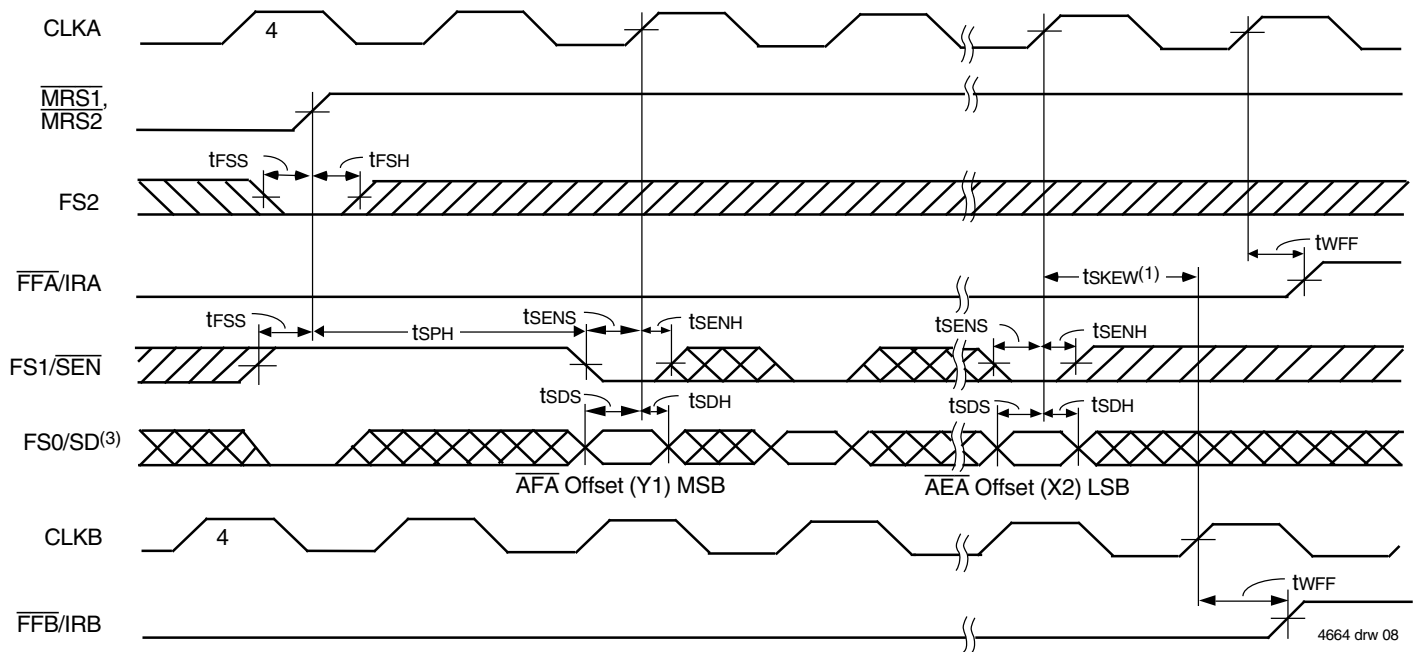 CLKA
4
MRS1,
MRS2
tFSS
tFSH
FS2
tWFF
FFA/IRA
tSKEW(1)
tFSS
tSPH
tSENS
tSENH
tSENS
tSENH
FS1/SEN
tSDS
tSDH
tSDS
tSDH
FS0/SD(3)
AFA Offset (Y1) MSB
AEA Offset (X2) LSB
CLKB
4
tWFF
FFB/IRB
4664 drw 08